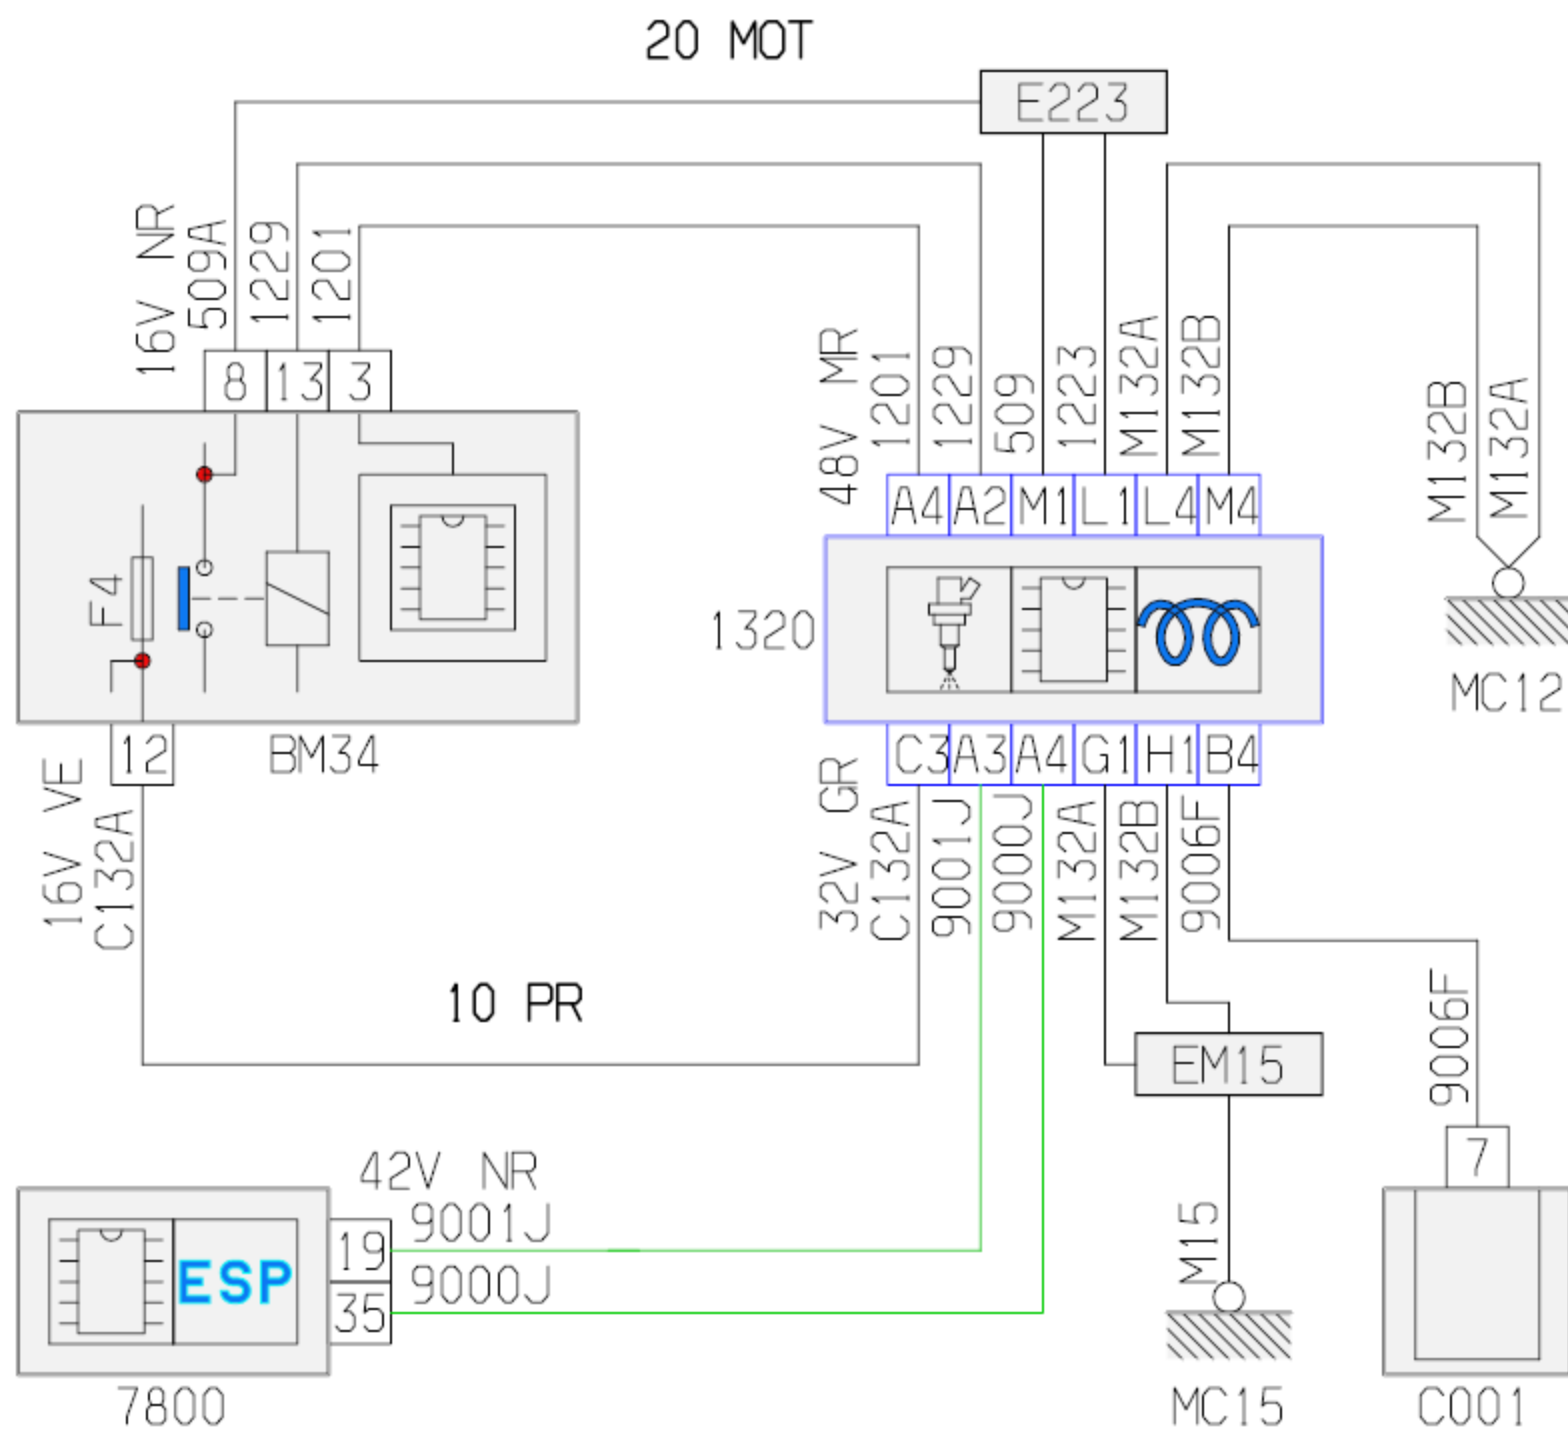 20 MOT
E223
16V NR
509A
1229
1201
8
13
3
F4
12
BM34
16V VE
C132A
48V MR
1201
1229
509
1223
M132A
M132B
A4
A2
M1
L1
L4
M4
1320
C3
A3
A4
G1
H1
B4
32V GR
C132A
9001J
9000J
M132A
M132B
9006F
M132B
M132A
MC12
10 PR
EM15
9006F
7
C001
M15
MC15
42V NR
9001J
19
9000J
35
ESP
7800